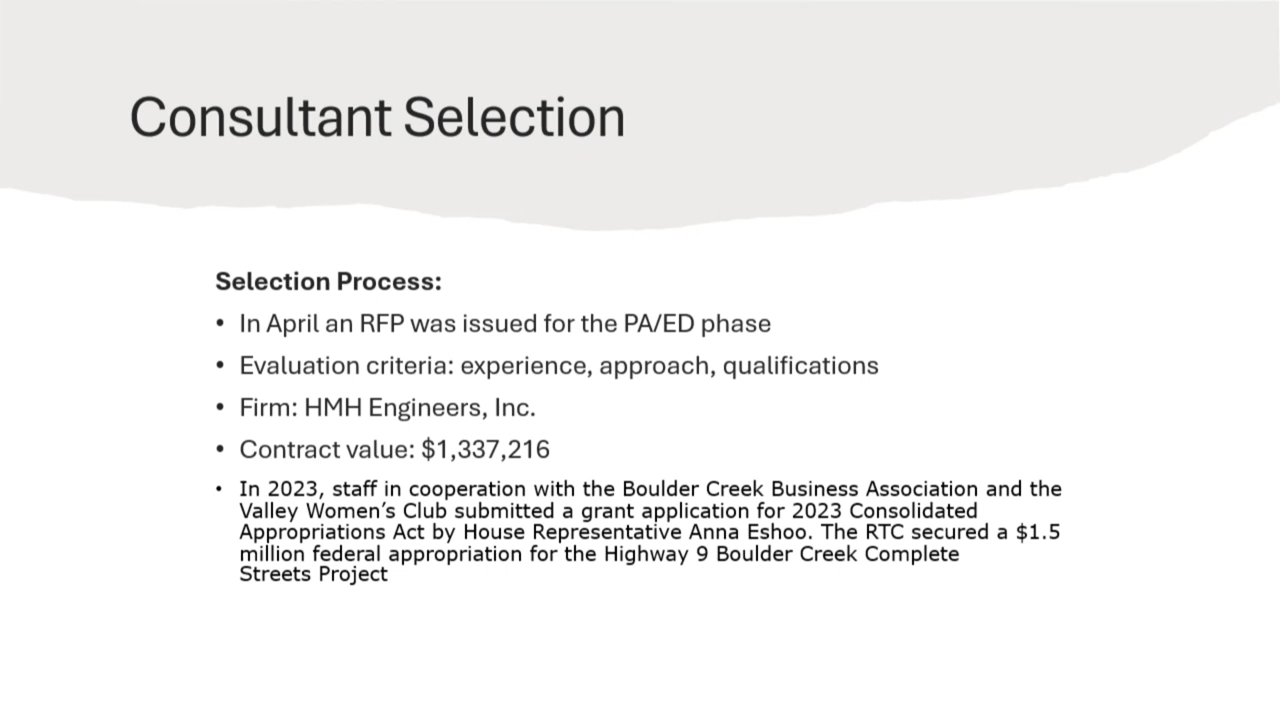 Consultant Selection
Selection Process:
• In April an RFP was issued for the PA/ED phase
• Evaluation criteria: experience, approach, qualifications
• Firm: HMH Engineers, Inc.
• Contract value: $1,337,216
• In 2023, staff in cooperation with the Boulder Creek Business Association and the
Valley Women’s Club submitted a grant application for 2023 Consolidated
Appropriations Act by House Representative Anna Eshoo. The RTC secured a $1.5
million federal appropriation for the Highway 9 Boulder Creek Complete
Streets Project